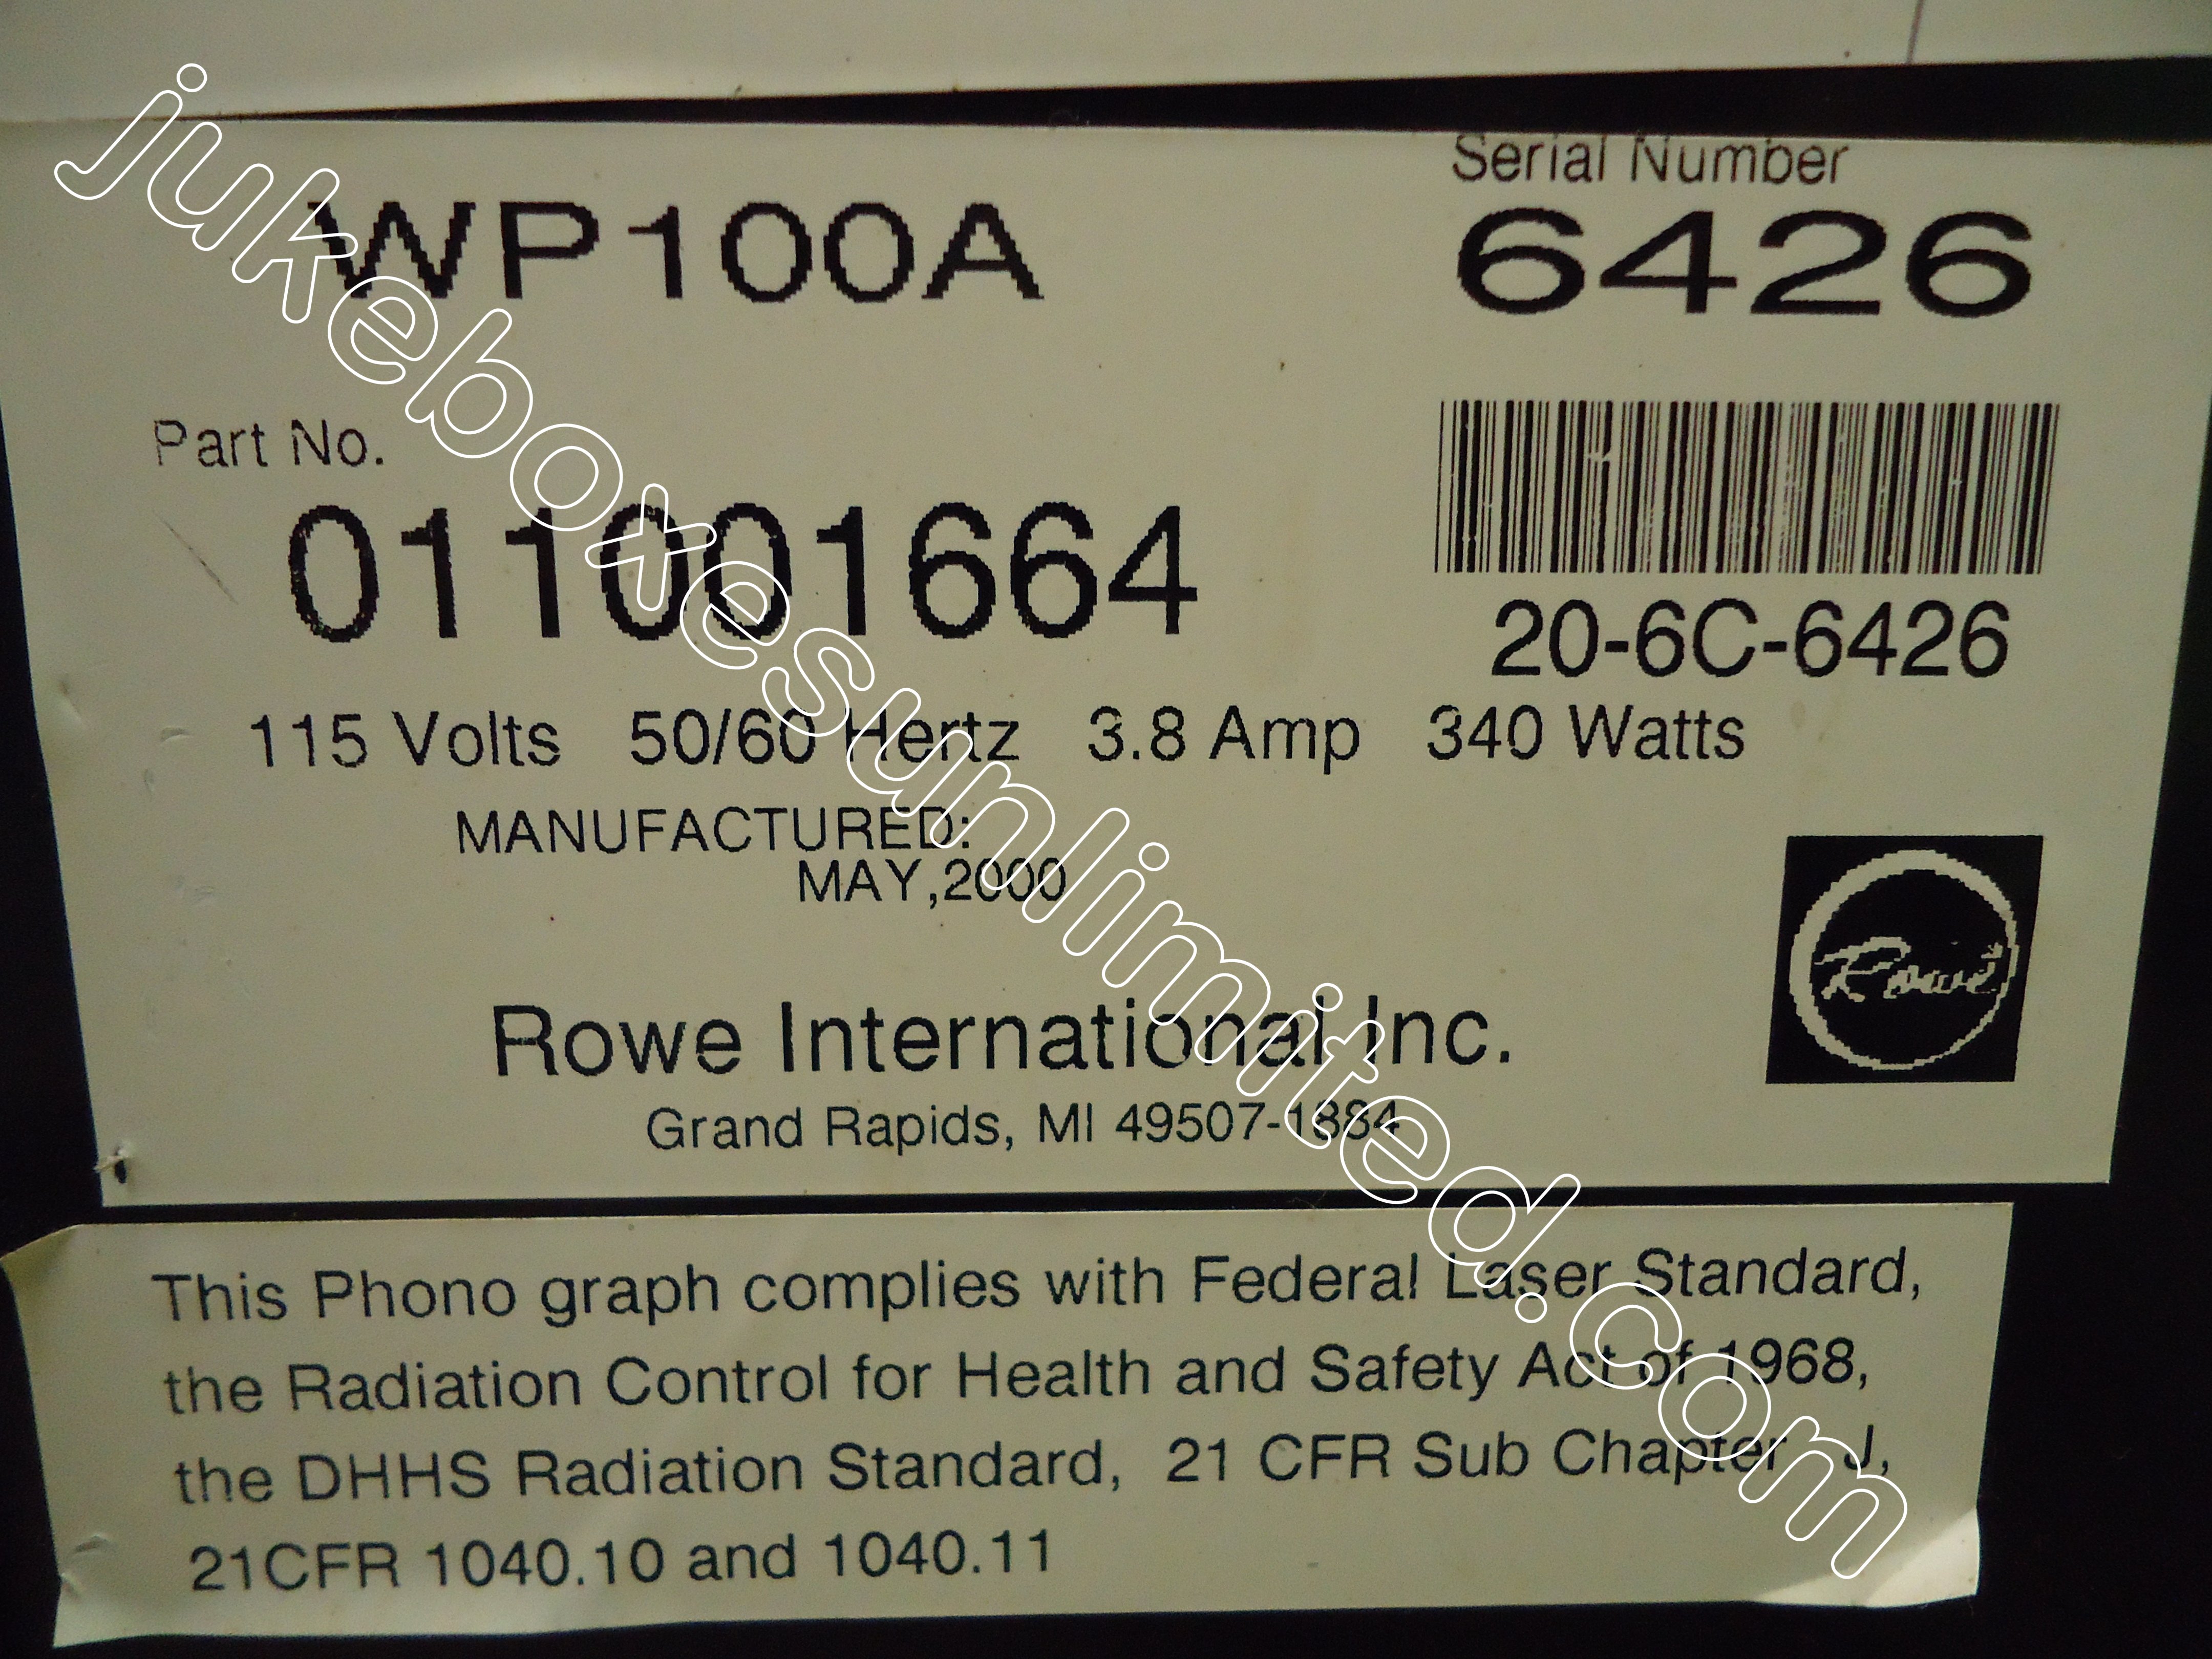 WP100A
Serial Number
6426
Part No.
011001664
20-6C-6426
115 Volts 50/60 Hertz 3.8 Amp 340 Watts
MANUFACTURED:
MAY,2000
Rowe International Inc.
Rowe
Grand Rapids, MI 49507-1884
This Phono graph complies with Federal Laser Standard,
the Radiation Control for Health and Safety Act of 1968,
the DHHS Radiation Standard, 21 CFR Sub Chapter J,
21CFR 1040.10 and 1040.11
jukeboxesunlimited.com